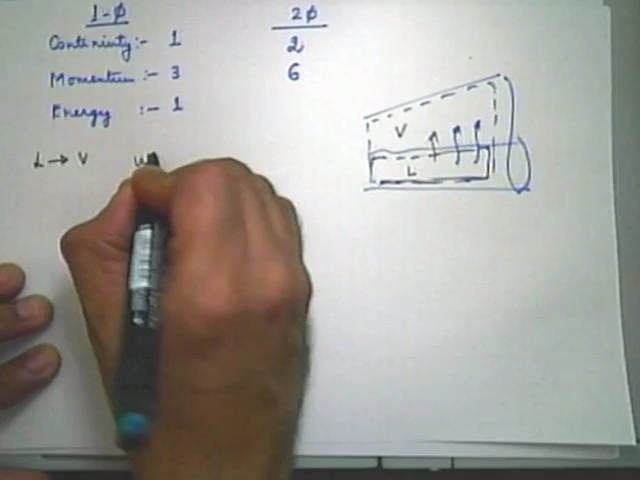 1-Φ 2Φ
Continuity:- 1 2
Momentum :- 3 6
Energy :- 1
L → V
V
L